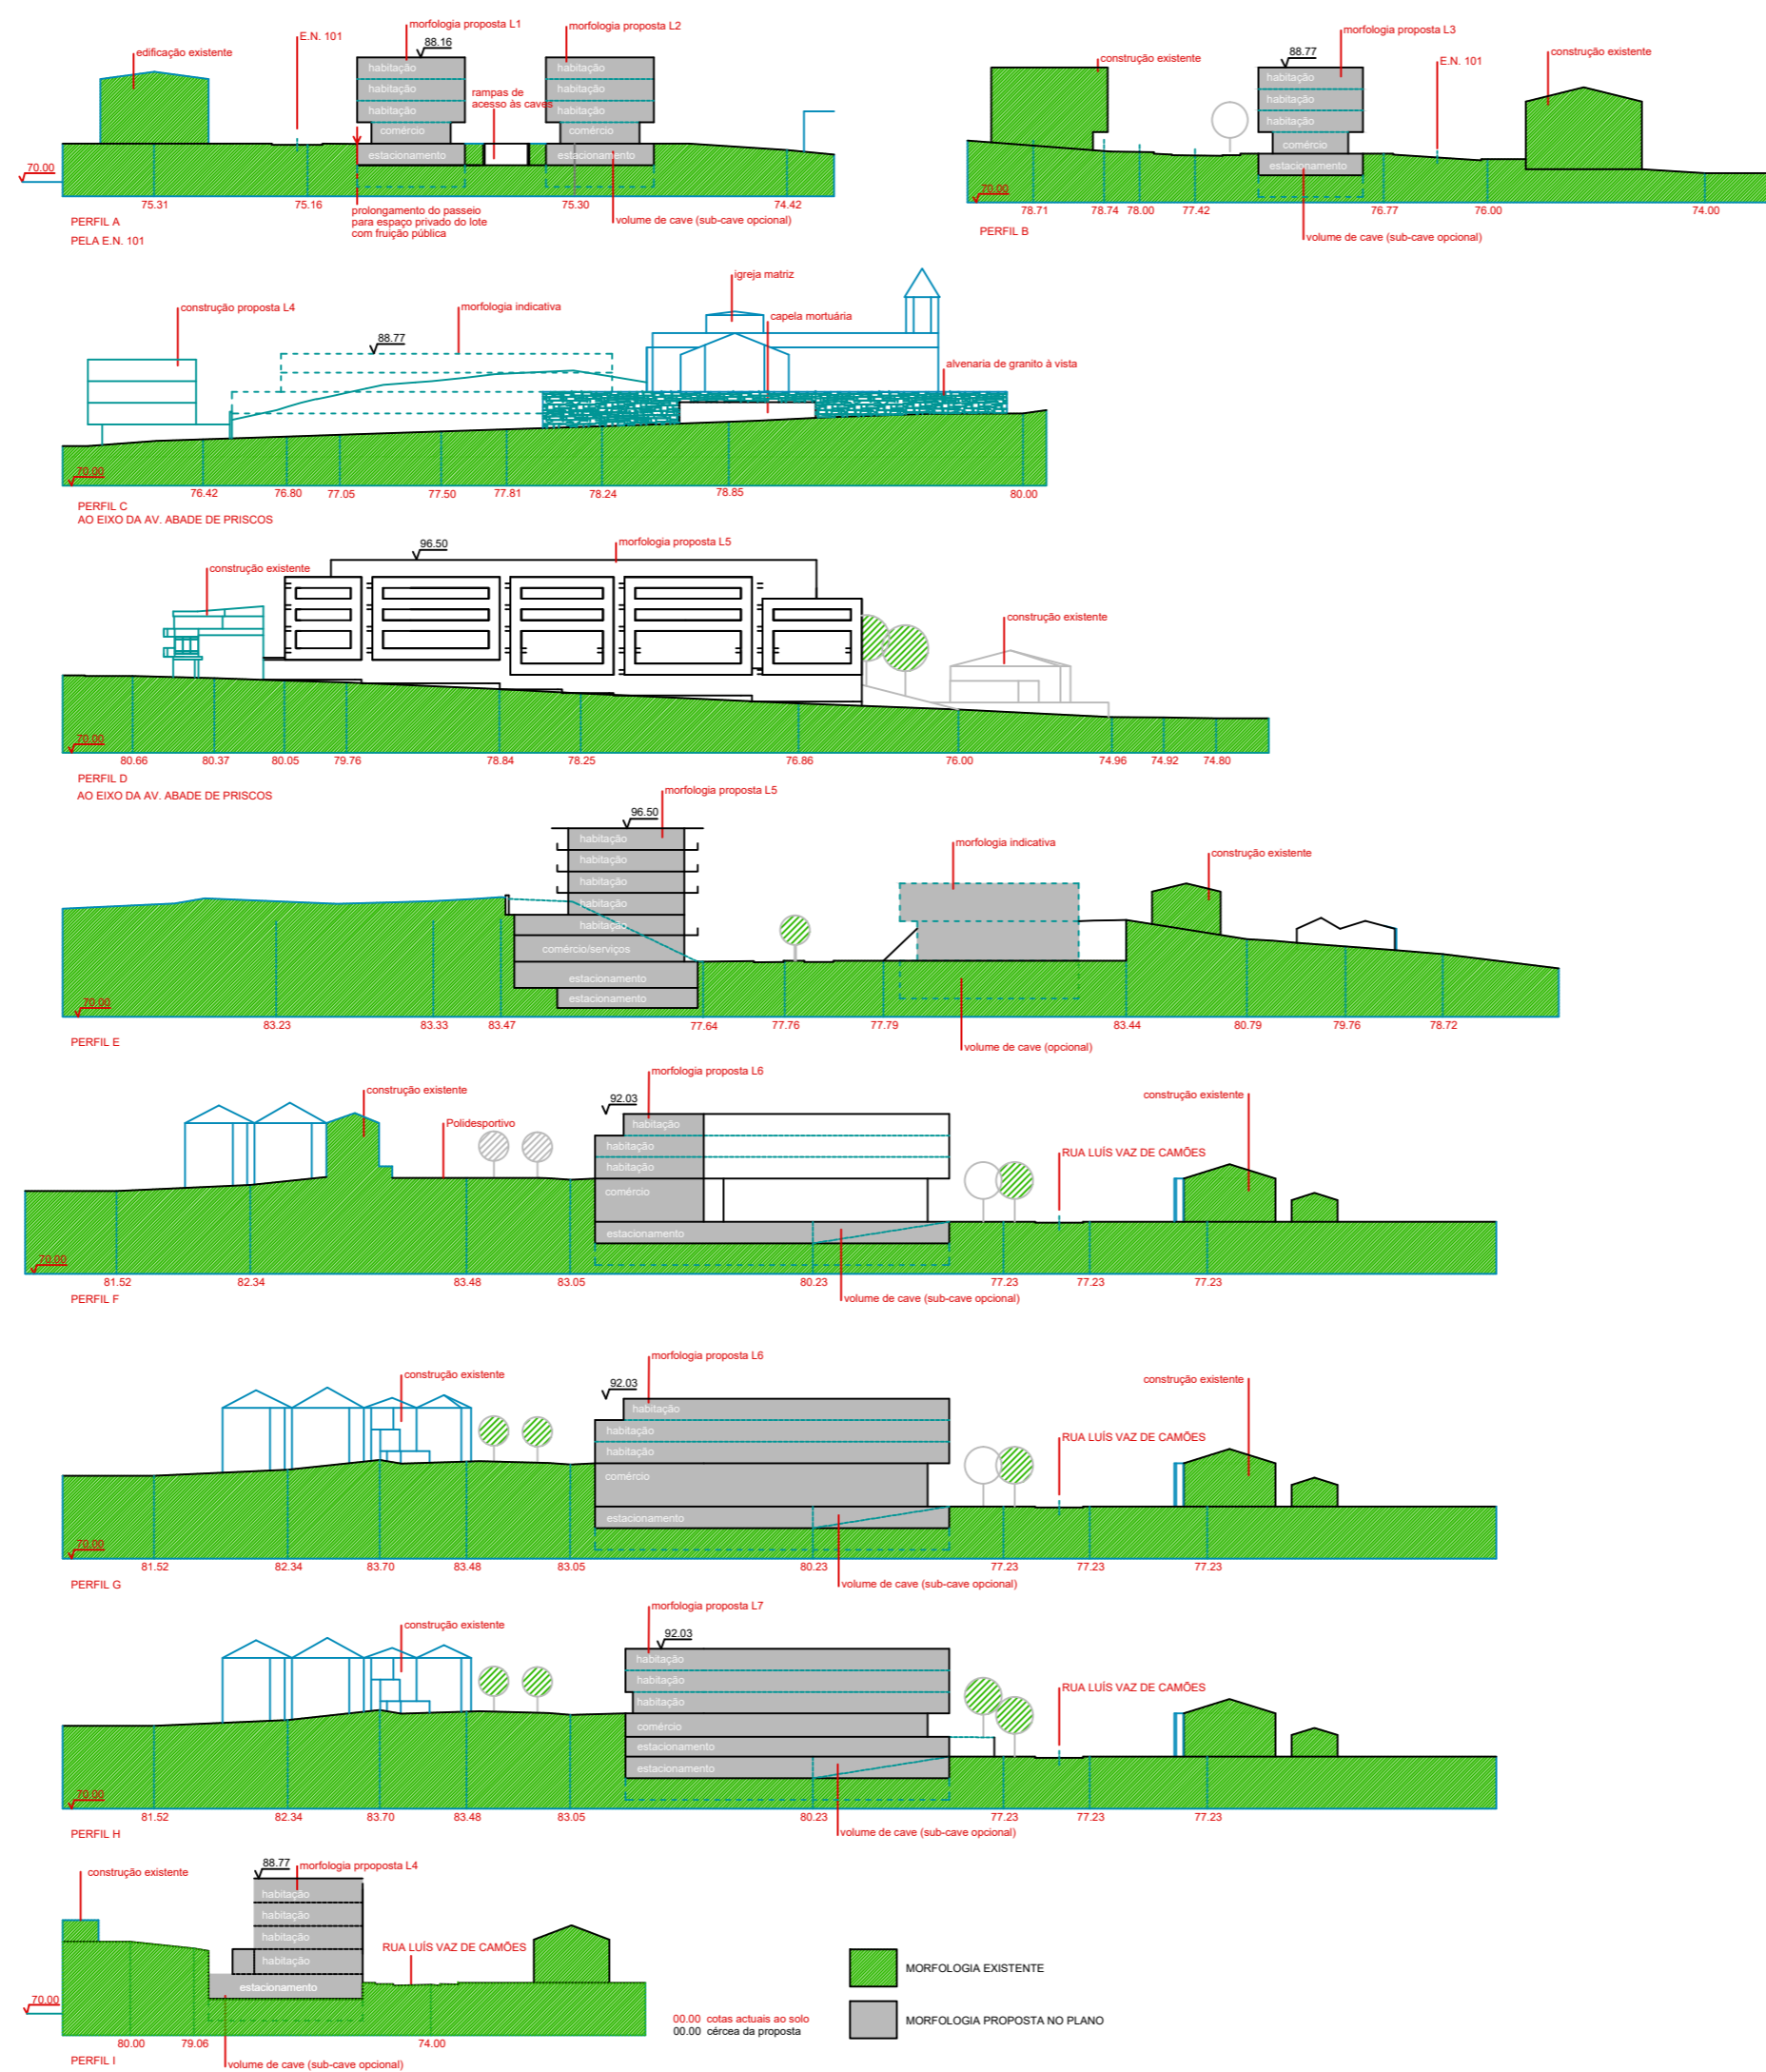 edificação existente
E.N. 101
morfologia proposta L1
88.16
morfologia proposta L2
habitação
habitação
habitação
habitação
habitação
habitação
rampas de
acesso às caves
comércio
comércio
estacionamento
estacionamento
70.00
75.31
75.16
75.30
74.42
prolongamento do passeio
para espaço privado do lote
com fruição pública
volume de cave (sub-cave opcional)
PERFIL A
PELA E.N. 101
construção existente
morfologia proposta L3
88.77
E.N. 101
construção existente
habitação
habitação
habitação
comércio
estacionamento
70.00
78.71
78.74
78.00
77.42
76.77
76.00
74.00
PERFIL B
volume de cave (sub-cave opcional)
construção proposta L4
morfologia indicativa
88.77
igreja matriz
capela mortuária
alvenaria de granito à vista
70.00
76.42
76.80
77.05
77.50
77.81
78.24
78.85
80.00
PERFIL C
AO EIXO DA AV. ABADE DE PRISCOS
96.50
morfologia proposta L5
construção existente
construção existente
70.00
80.66
80.37
80.05
79.76
78.84
78.25
76.86
76.00
74.96
74.92
74.80
PERFIL D
AO EIXO DA AV. ABADE DE PRISCOS
morfologia proposta L5
96.50
habitação
habitação
habitação
habitação
habitação
comércio/serviços
estacionamento
estacionamento
morfologia indicativa
construção existente
70.00
83.23
83.33
83.47
77.64
77.76
77.79
83.44
80.79
79.76
78.72
PERFIL E
volume de cave (opcional)
construção existente
Polidesportivo
morfologia proposta L6
92.03
habitação
habitação
habitação
comércio
estacionamento
RUA LUÍS VAZ DE CAMÕES
construção existente
70.00
81.52
82.34
83.48
83.05
80.23
77.23
77.23
77.23
PERFIL F
volume de cave (sub-cave opcional)
construção existente
morfologia proposta L6
92.03
habitação
habitação
habitação
comércio
estacionamento
RUA LUÍS VAZ DE CAMÕES
construção existente
70.00
81.52
82.34
83.70
83.48
83.05
80.23
77.23
77.23
77.23
PERFIL G
volume de cave (sub-cave opcional)
construção existente
morfologia proposta L7
92.03
habitação
habitação
habitação
comércio
estacionamento
estacionamento
RUA LUÍS VAZ DE CAMÕES
70.00
81.52
82.34
83.70
83.48
83.05
80.23
77.23
77.23
77.23
PERFIL H
volume de cave (sub-cave opcional)
construção existente
88.77
morfologia prpoposta L4
habitação
habitação
habitação
habitação
estacionamento
RUA LUÍS VAZ DE CAMÕES
70.00
80.00
79.06
74.00
PERFIL I
volume de cave (sub-cave opcional)
00.00 cotas actuais ao solo
00.00 cércea da proposta
MORFOLOGIA EXISTENTE
MORFOLOGIA PROPOSTA NO PLANO